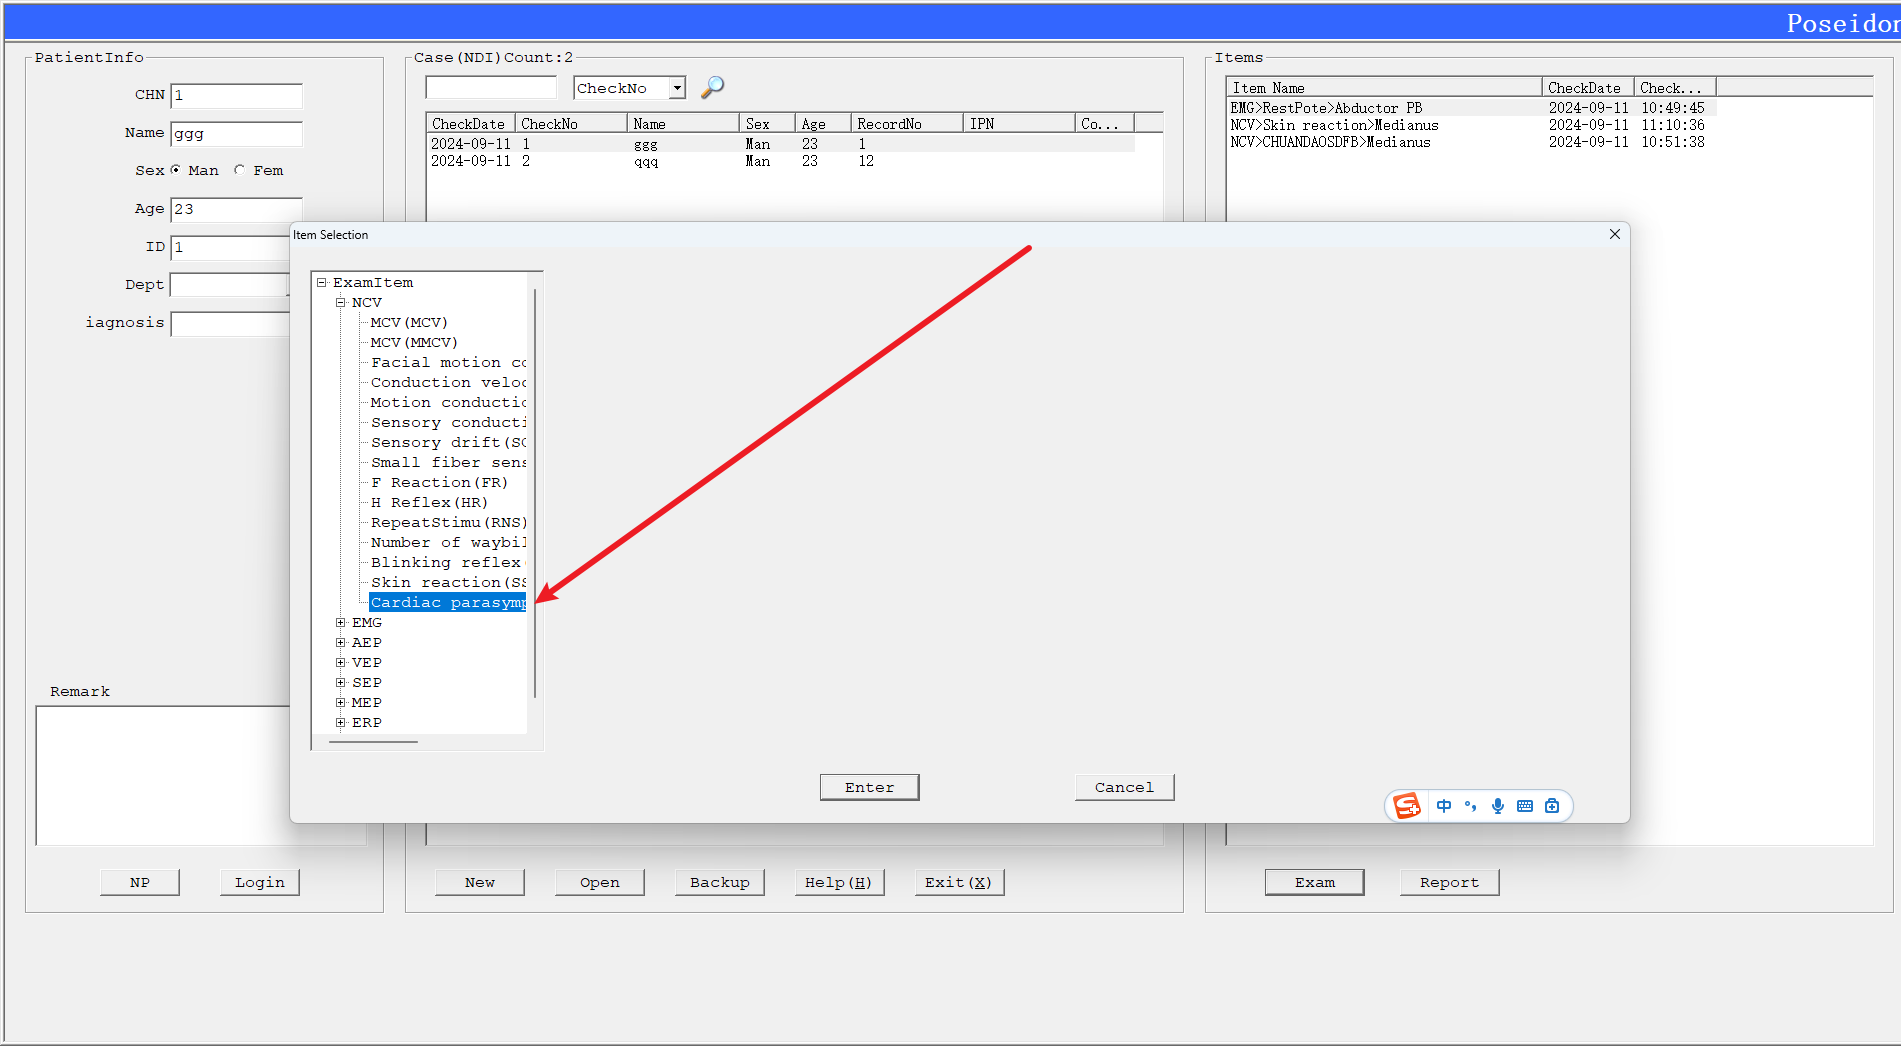 Poseidon
PatientInfo
CHN 1
Name ggg
Sex Man Fem
Age 23
ID 1
Dept
iagnosis
Remark
NP Login
Case(NDI)Count:2
CheckNo
CheckDate CheckNo Name Sex Age RecordNo IPN Co...
2024-09-11 1 ggg Man 23 1
2024-09-11 2 qqq Man 23 12
New Open Backup Help(H) Exit(X)
Items
Item Name CheckDate Check...
EMG>RestPote>Abductor PB 2024-09-11 10:49:45
NCV>Skin reaction>Medianus 2024-09-11 11:10:36
NCV>CHUANDAOSDFB>Medianus 2024-09-11 10:51:38
Exam Report
Item Selection
ExamItem
NCV
MCV(MCV)
MCV(MMCV)
Facial motion co
Conduction veloc
Motion conductio
Sensory conducti
Sensory drift(SC
Small fiber sens
F Reaction(FR)
H Reflex(HR)
RepeatStimu(RNS)
Number of waybil
Blinking reflex
Skin reaction(SS
Cardiac parasymp
EMG
AEP
VEP
SEP
MEP
ERP
Enter Cancel
中